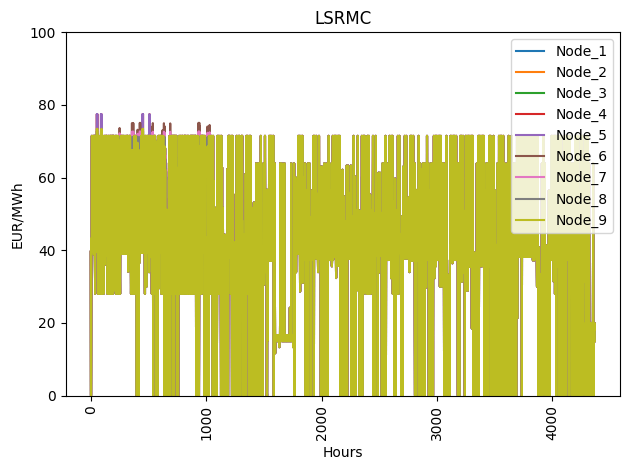 LSRMC
EUR/MWh
100
80
60
40
20
0
Node_1
Node_2
Node_3
Node_4
Node_5
Node_6
Node_7
Node_8
Node_9
0
1000
2000
3000
4000
Hours